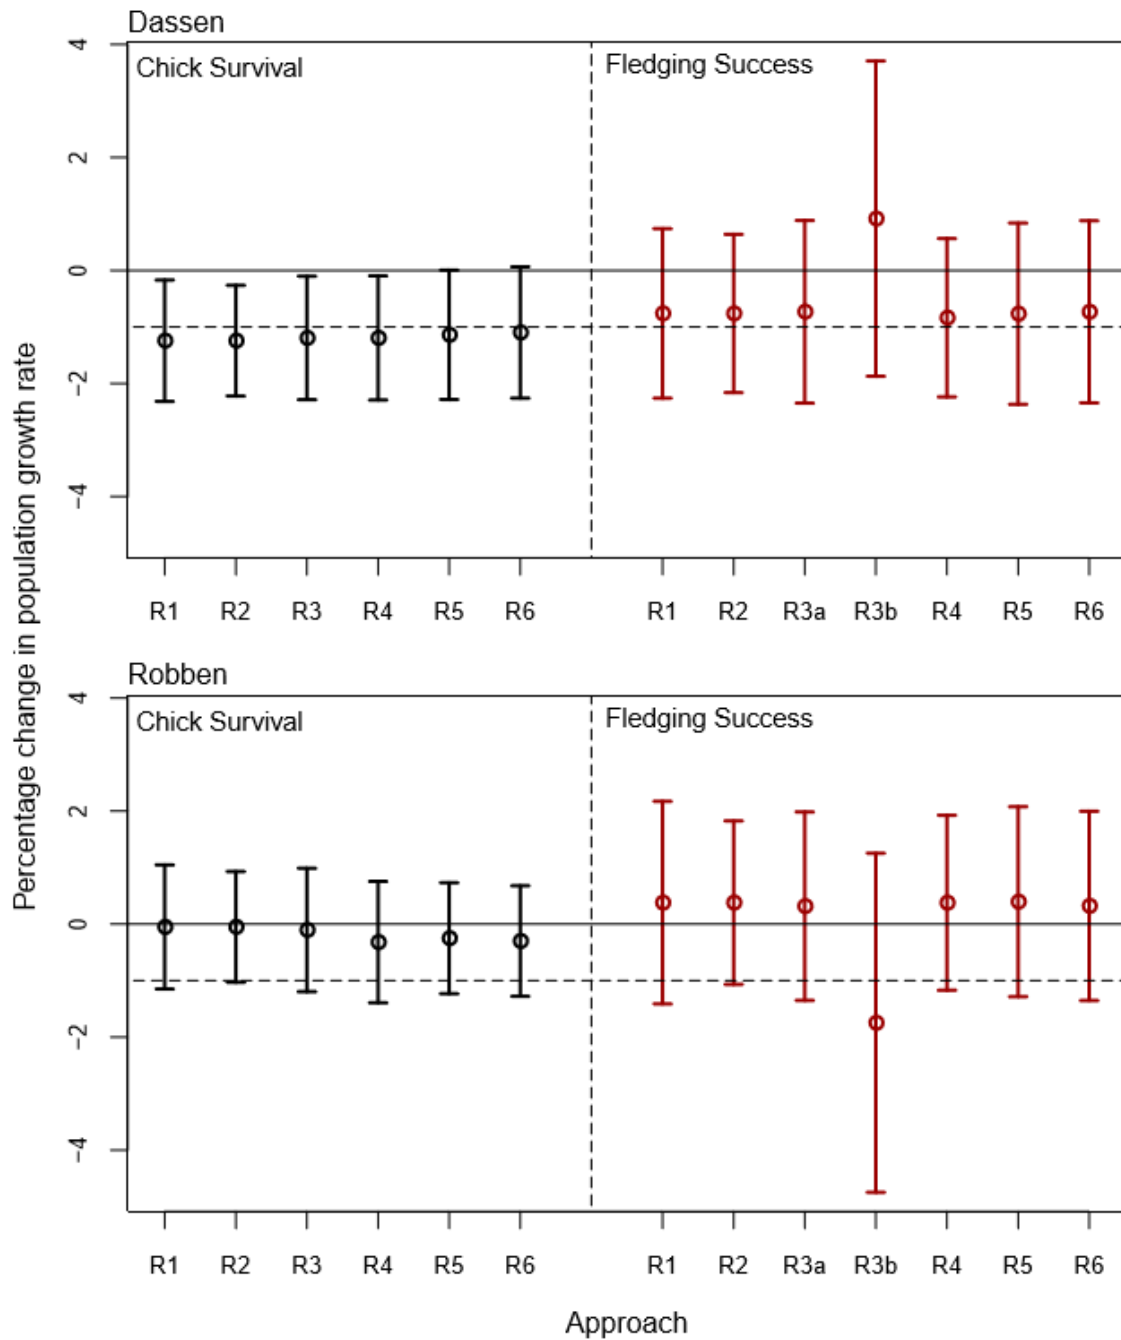 Dassen
Chick Survival
Fledging Success
4
2
0
−2
−4
R1 R2 R3 R4 R5 R6 R1 R2 R3a R3b R4 R5 R6
Percentage change in population growth rate
Robben
Chick Survival
Fledging Success
4
2
0
−2
−4
R1 R2 R3 R4 R5 R6 R1 R2 R3a R3b R4 R5 R6
Approach